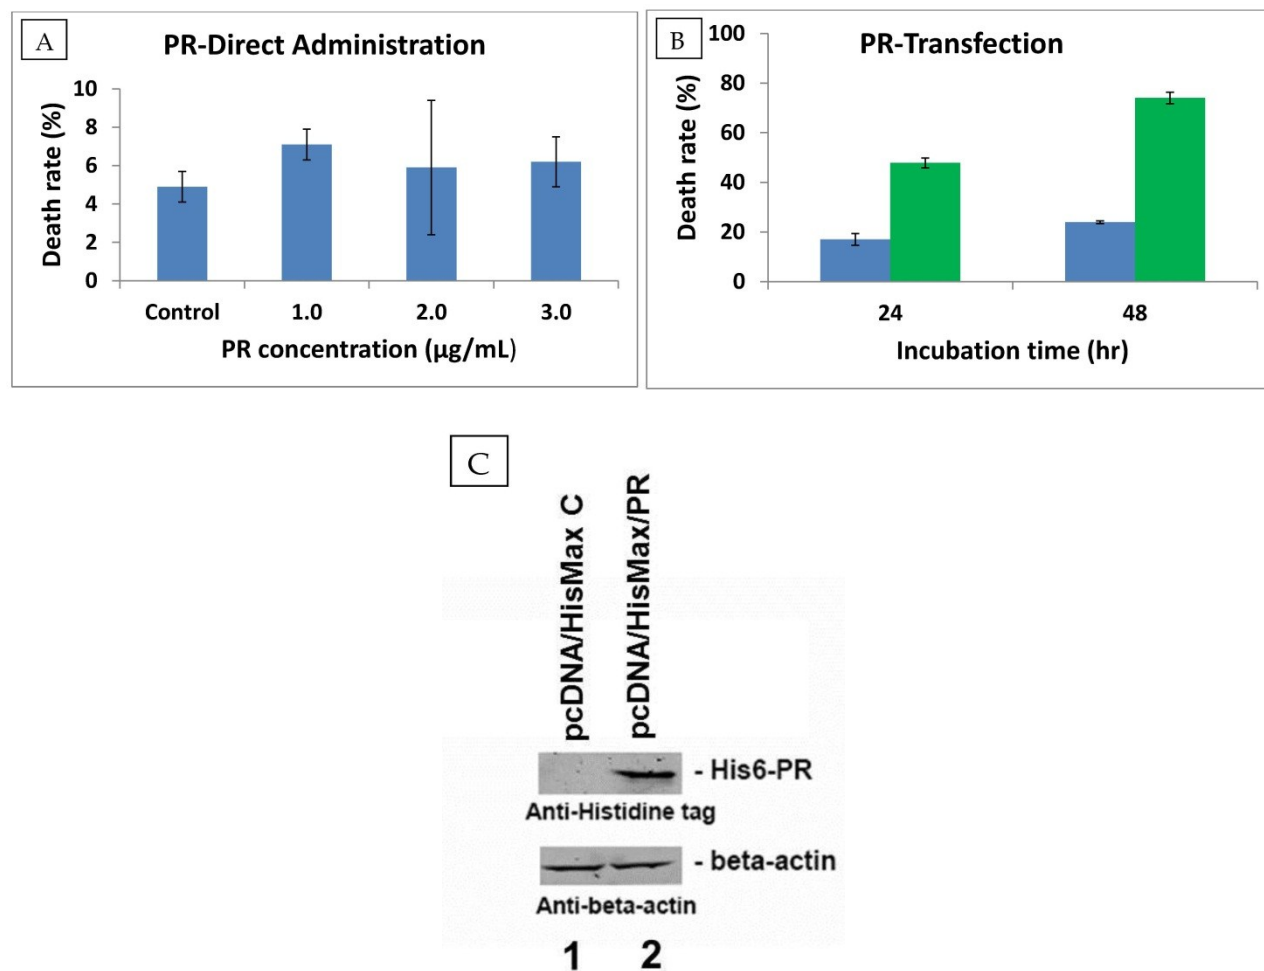 A
PR-Direct Administration
Death rate (%)
10
8
6
4
2
0
Control 1.0 2.0 3.0
PR concentration (µg/mL)
B
PR-Transfection
Death rate (%)
100
80
60
40
20
0
24 48
Incubation time (hr)
C
pcDNA/HisMax C
pcDNA/HisMax/PR
- His6-PR
Anti-Histidine tag
- beta-actin
Anti-beta-actin
1 2